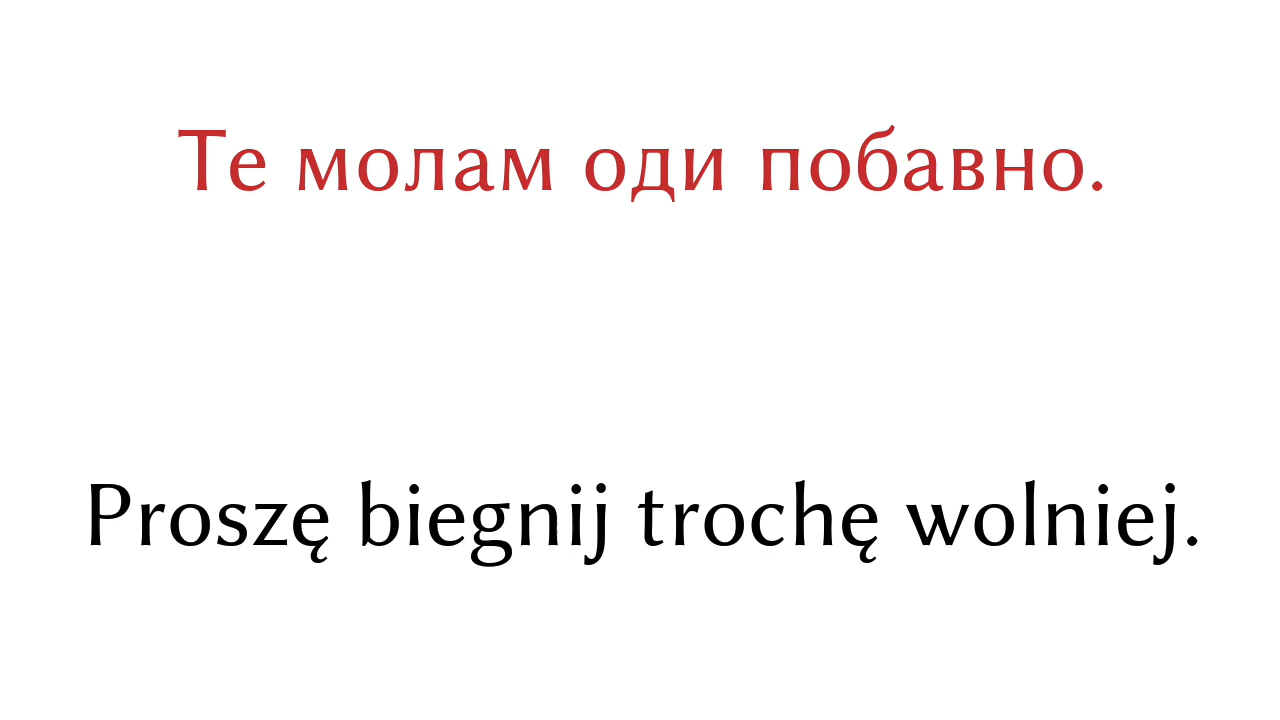 Те молам оди побавно.
Proszę biegnij trochę wolniej.